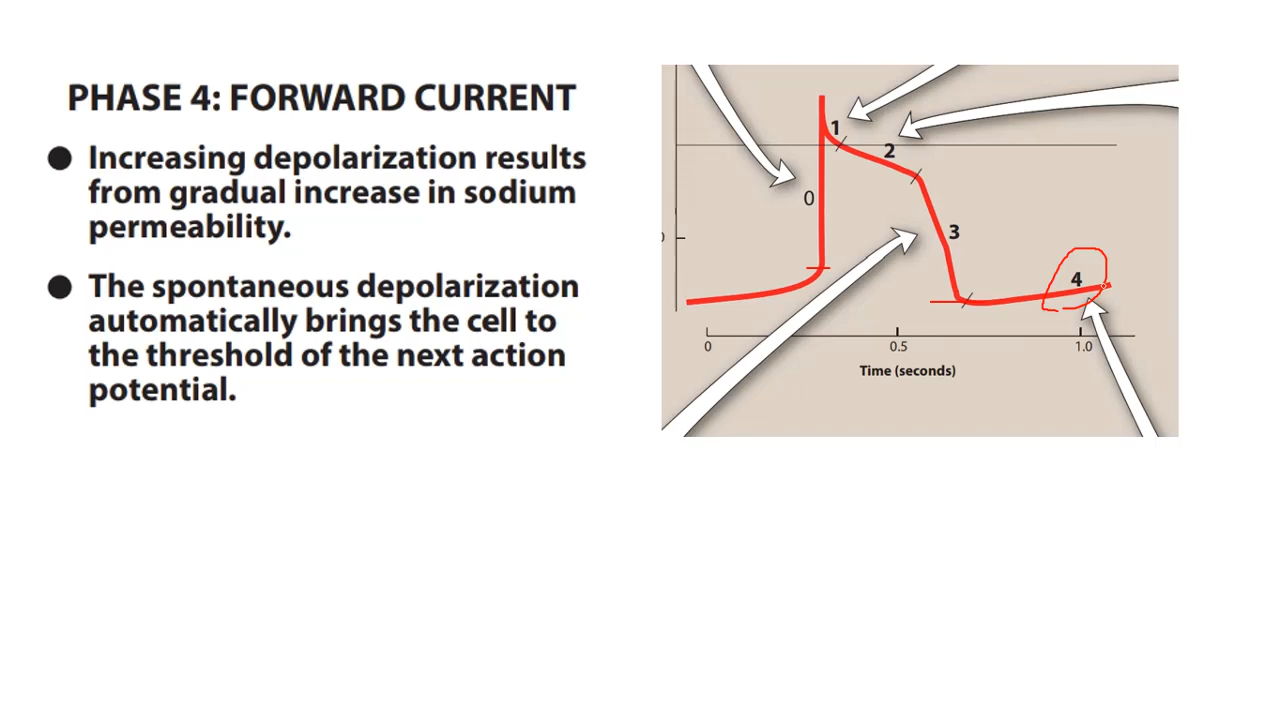 PHASE 4: FORWARD CURRENT
● Increasing depolarization results
from gradual increase in sodium
permeability.
● The spontaneous depolarization
automatically brings the cell to
the threshold of the next action
potential.
1
2
0
3
4
0
0.5
1.0
Time (seconds)